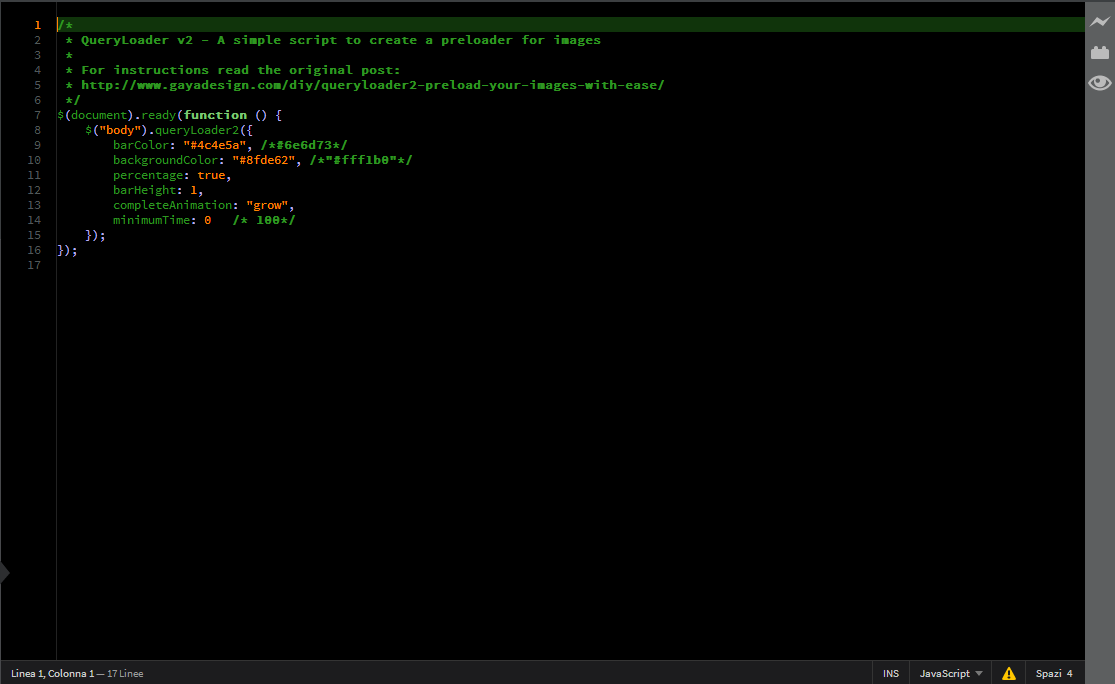 1 /*
2  * QueryLoader v2 - A simple script to create a preloader for images
3  *
4  * For instructions read the original post:
5  * http://www.gayadesign.com/diy/queryloader2-preload-your-images-with-ease/
6  */
7 $(document).ready(function () {
8     $("body").queryLoader2({
9         barColor: "#4c4e5a", /*#6e6d73*/
10         backgroundColor: "#8fde62", /*"#fff1b0"*/
11         percentage: true,
12         barHeight: 1,
13         completeAnimation: "grow",
14         minimumTime: 0   /* 100*/
15     });
16 });
17
Linea 1, Colonna 1 — 17 Linee INS JavaScript Spazi 4